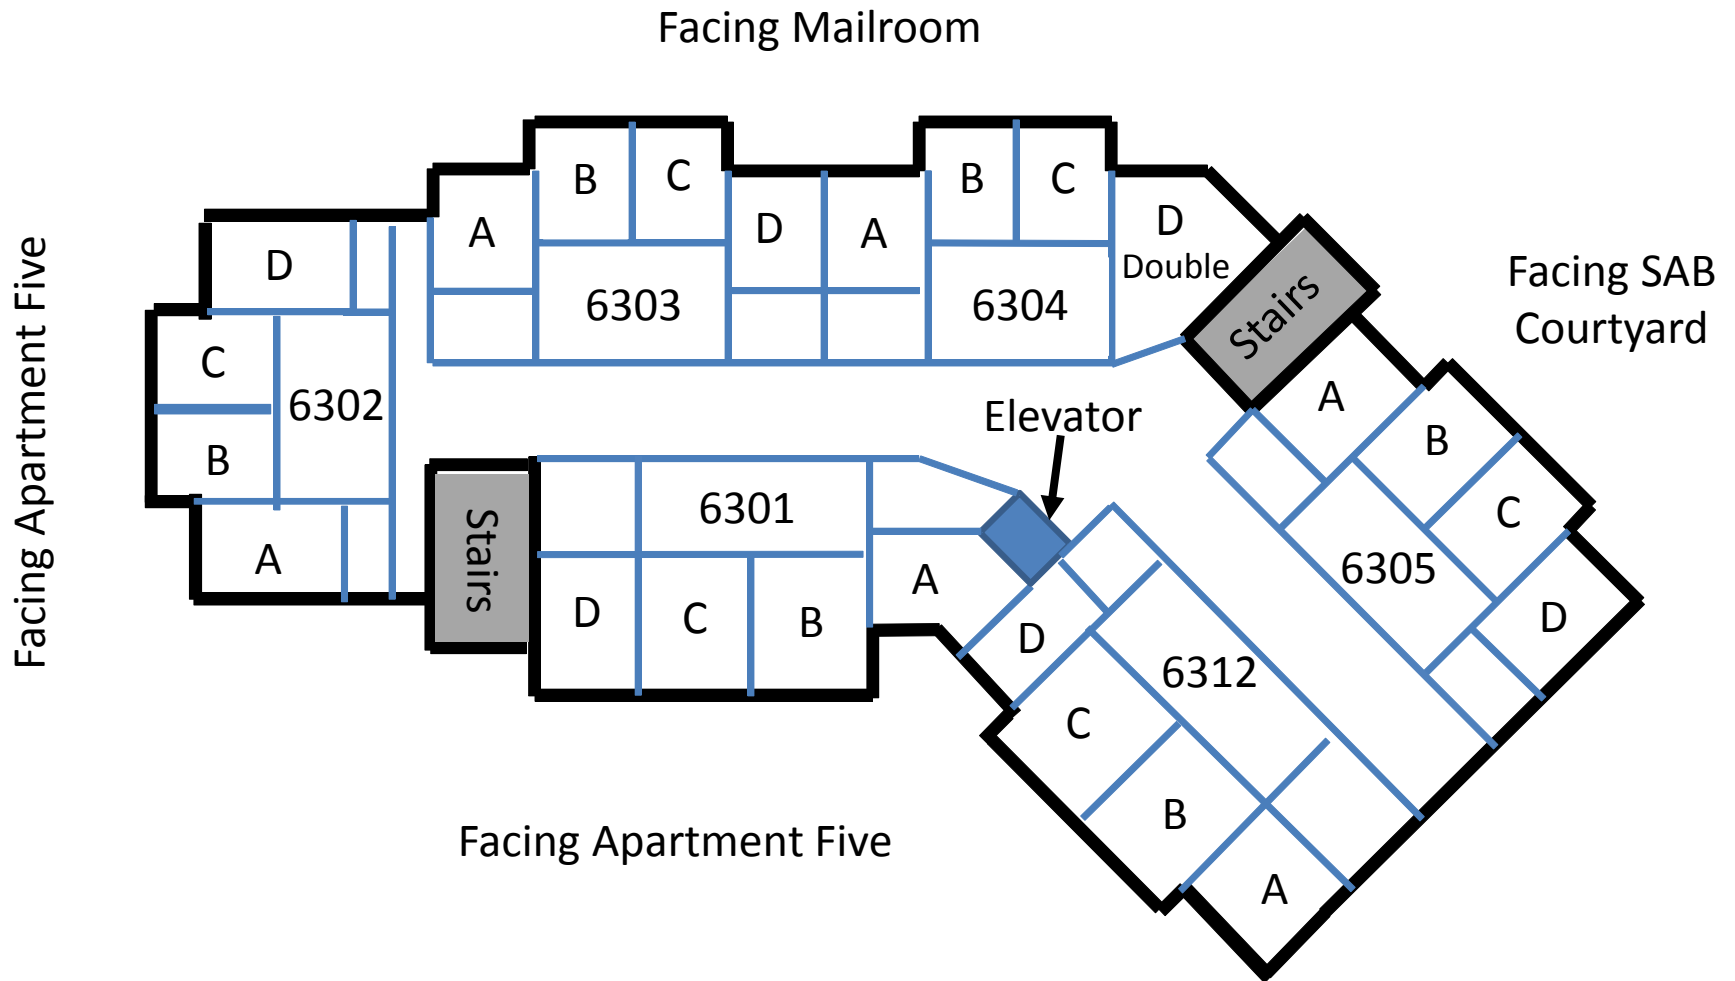 Facing Mailroom
Facing Apartment Five
Facing SAB
Courtyard
B
C
B
C
A
D
A
D
Double
D
6303
6304
Stairs
C
6302
B
A
A
B
C
6305
D
Elevator
Stairs
6301
D
C
B
A
D
6312
C
B
A
Facing Apartment Five